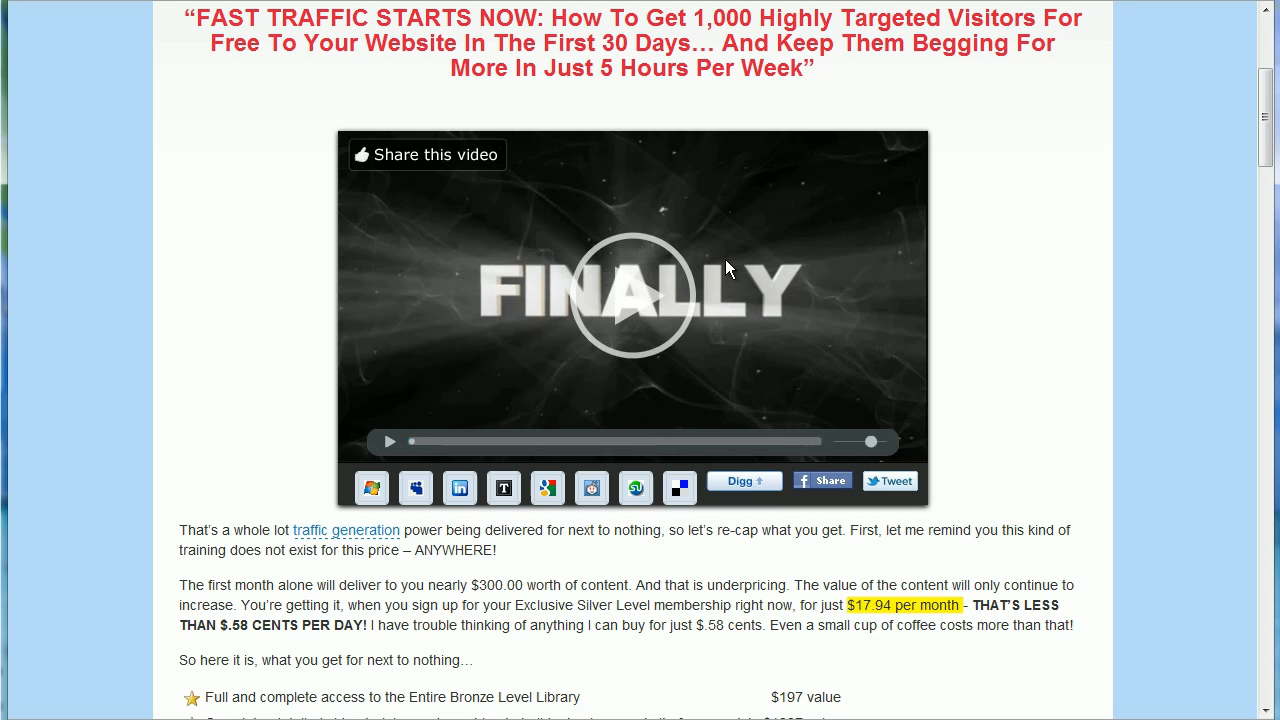 “FAST TRAFFIC STARTS NOW: How To Get 1,000 Highly Targeted Visitors For
Free To Your Website In The First 30 Days… And Keep Them Begging For
More In Just 5 Hours Per Week”
Share this video
FINALLY
Digg
Share
Tweet
That’s a whole lot traffic generation power being delivered for next to nothing, so let’s re-cap what you get. First, let me remind you this kind of
training does not exist for this price – ANYWHERE!
The first month alone will deliver to you nearly $300.00 worth of content. And that is underpricing. The value of the content will only continue to
increase. You’re getting it, when you sign up for your Exclusive Silver Level membership right now, for just $17.94 per month - THAT’S LESS
THAN $.58 CENTS PER DAY! I have trouble thinking of anything I can buy for just $.58 cents. Even a small cup of coffee costs more than that!
So here it is, what you get for next to nothing…
Full and complete access to the Entire Bronze Level Library $197 value